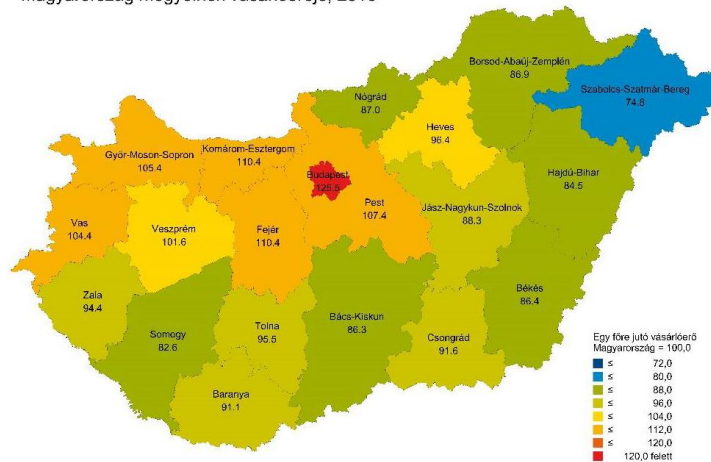 Borsod-Abaúj-Zemplén
86.9
Szabolcs-Szatmár-Bereg
74.8
Nógrád
87.0
Heves
96.4
Győr-Moson-Sopron
105.4
Komárom-Esztergom
110.4
Budapest
125.5
Pest
107.4
Hajdú-Bihar
84.5
Jász-Nagykun-Szolnok
88.3
Vas
104.4
Veszprém
101.6
Fejér
110.4
Zala
94.4
Somogy
82.6
Tolna
95.5
Bács-Kiskun
86.3
Békés
86.4
Csongrád
91.6
Baranya
91.1
Egy főre jutó vásárlóerő
Magyarország = 100,0
≤ 72,0
≤ 80,0
≤ 88,0
≤ 96,0
≤ 104,0
≤ 112,0
≤ 120,0
120,0 felett